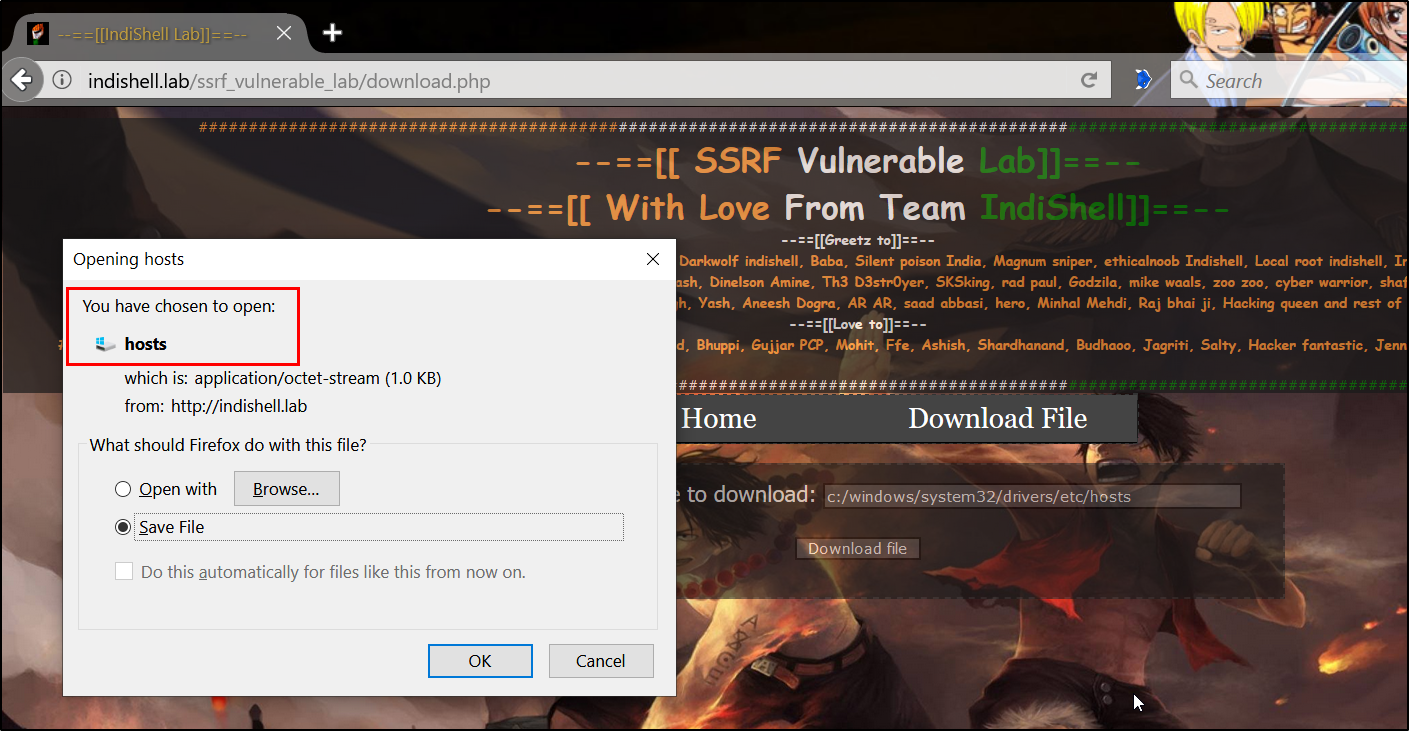 --==[[IndiShell Lab]]==--
indishell.lab/ssrf_vulnerable_lab/download.php
Search
--==[[ SSRF Vulnerable Lab]]==--
--==[[ With Love From Team IndiShell]]==--
--==[[Greetz to]]==--
Darkwolf indishell, Baba, Silent poison India, Magnum sniper, ethicalnoob Indishell, Local root indishell,
Dinelson Amine, Th3 D3str0yer, SKSking, rad paul, Godzila, mike waals, zoo zoo, cyber warrior,
Yash, Aneesh Dogra, AR AR, saad abbasi, hero, Minhal Mehdi, Raj bhai ji, Hacking queen and rest of
--==[[Love to]]==--
Bhuppi, Gujjar PCP, Mohit, Ffe, Ashish, Shardhanand, Budhaoo, Jagriti, Salty, Hacker fantastic,
Home
Download File
to download: c:/windows/system32/drivers/etc/hosts
Download file
Opening hosts
You have chosen to open:
hosts
which is: application/octet-stream (1.0 KB)
from: http://indishell.lab
What should Firefox do with this file?
Open with
Browse...
Save File
Do this automatically for files like this from now on.
OK
Cancel